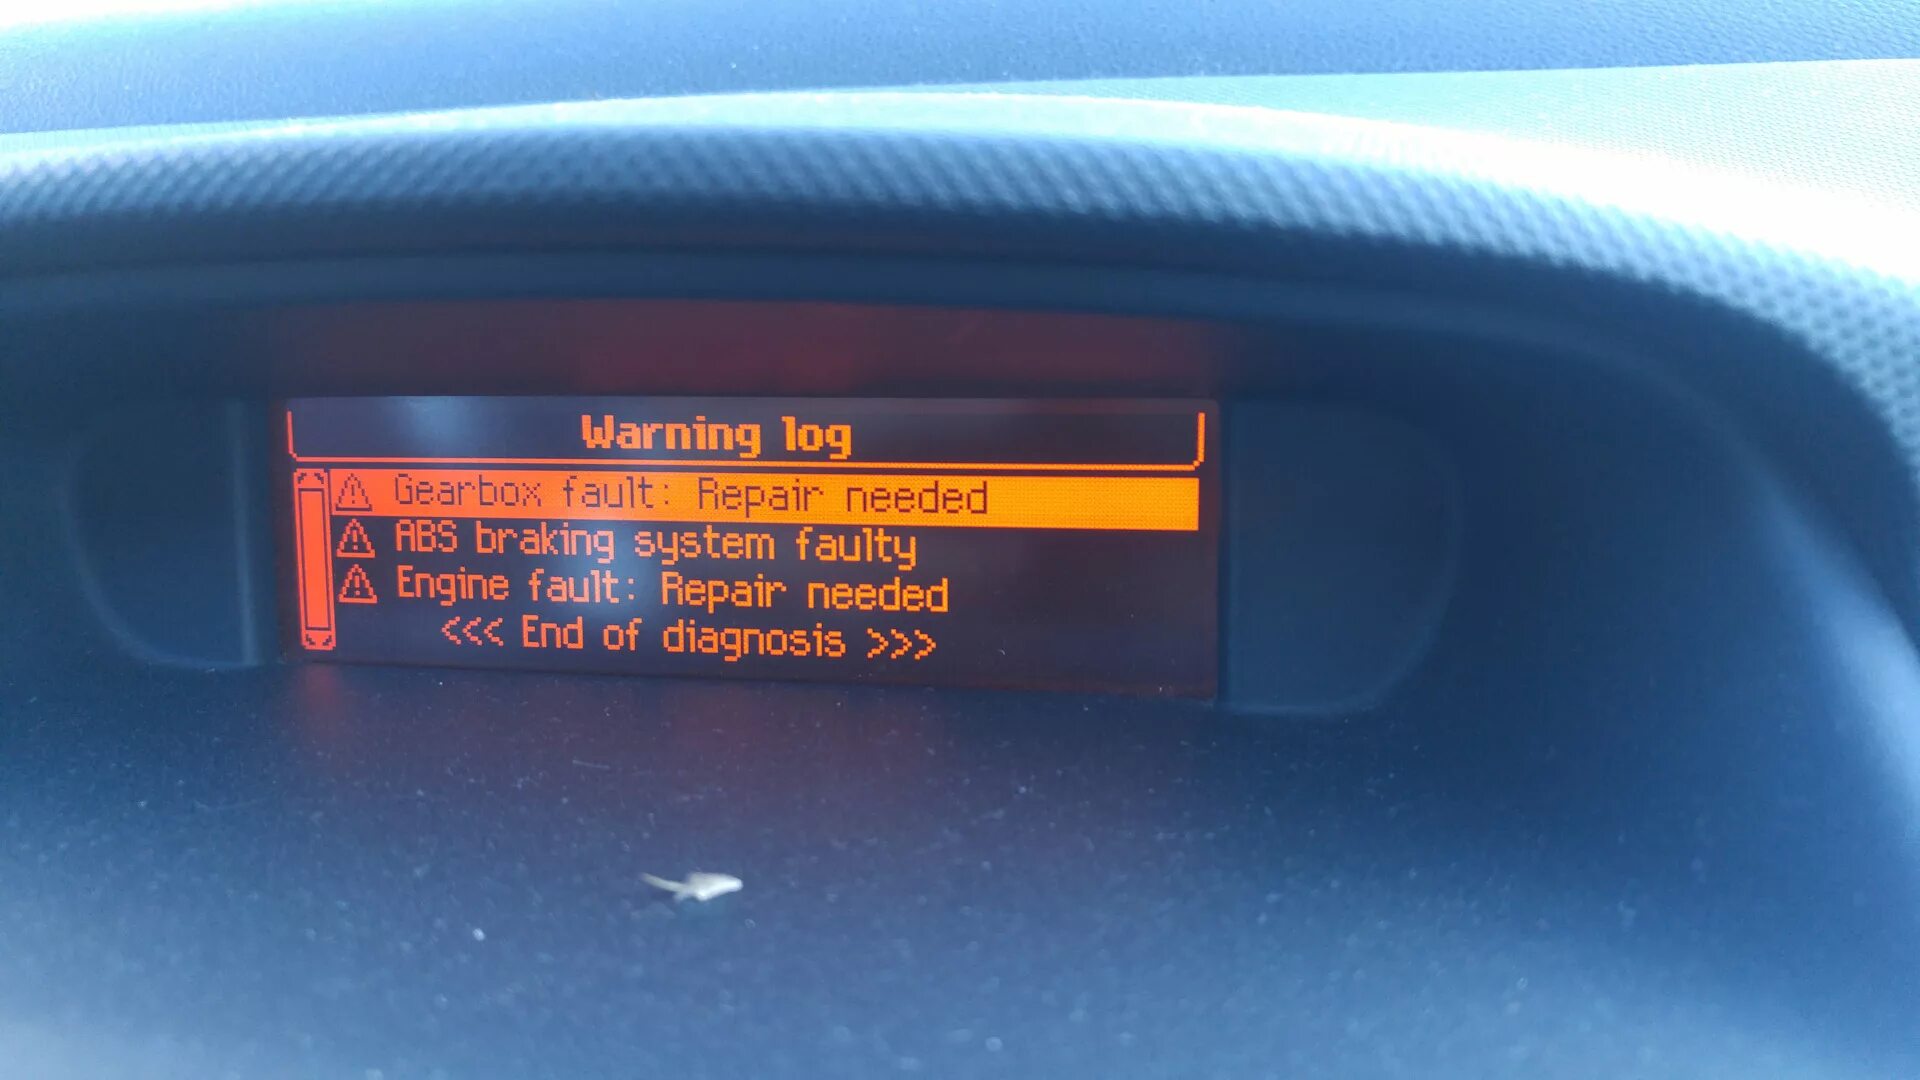 Warning log
Gearbox fault: Repair needed
ABS braking system faulty
Engine fault: Repair needed
<<< End of diagnosis >>>